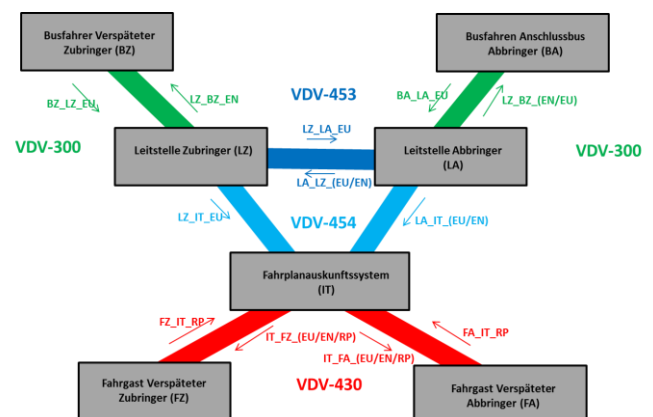 Busfahrer Verspäteter
Zubringer (BZ)
Busfahren Anschlussbus
Abbringer (BA)
BZ_LZ_EU
LZ_BZ_EN
VDV-453
BA_LA_EU
LZ_BZ_(EN/EU)
VDV-300
Leitstelle Zubringer (LZ)
LZ_LA_EU
LA_LZ_(EU/EN)
Leitstelle Abbringer
(LA)
VDV-300
LZ_IT_EU
VDV-454
LA_IT_(EU/EN)
Fahrplanauskunftssystem
(IT)
FZ_IT_RP
IT_FZ_(EU/EN/RP)
IT_FA_(EU/EN/RP)
FA_IT_RP
Fahrgast Verspäteter
Zubringer (FZ)
VDV-430
Fahrgast Verspäteter
Abbringer (FA)